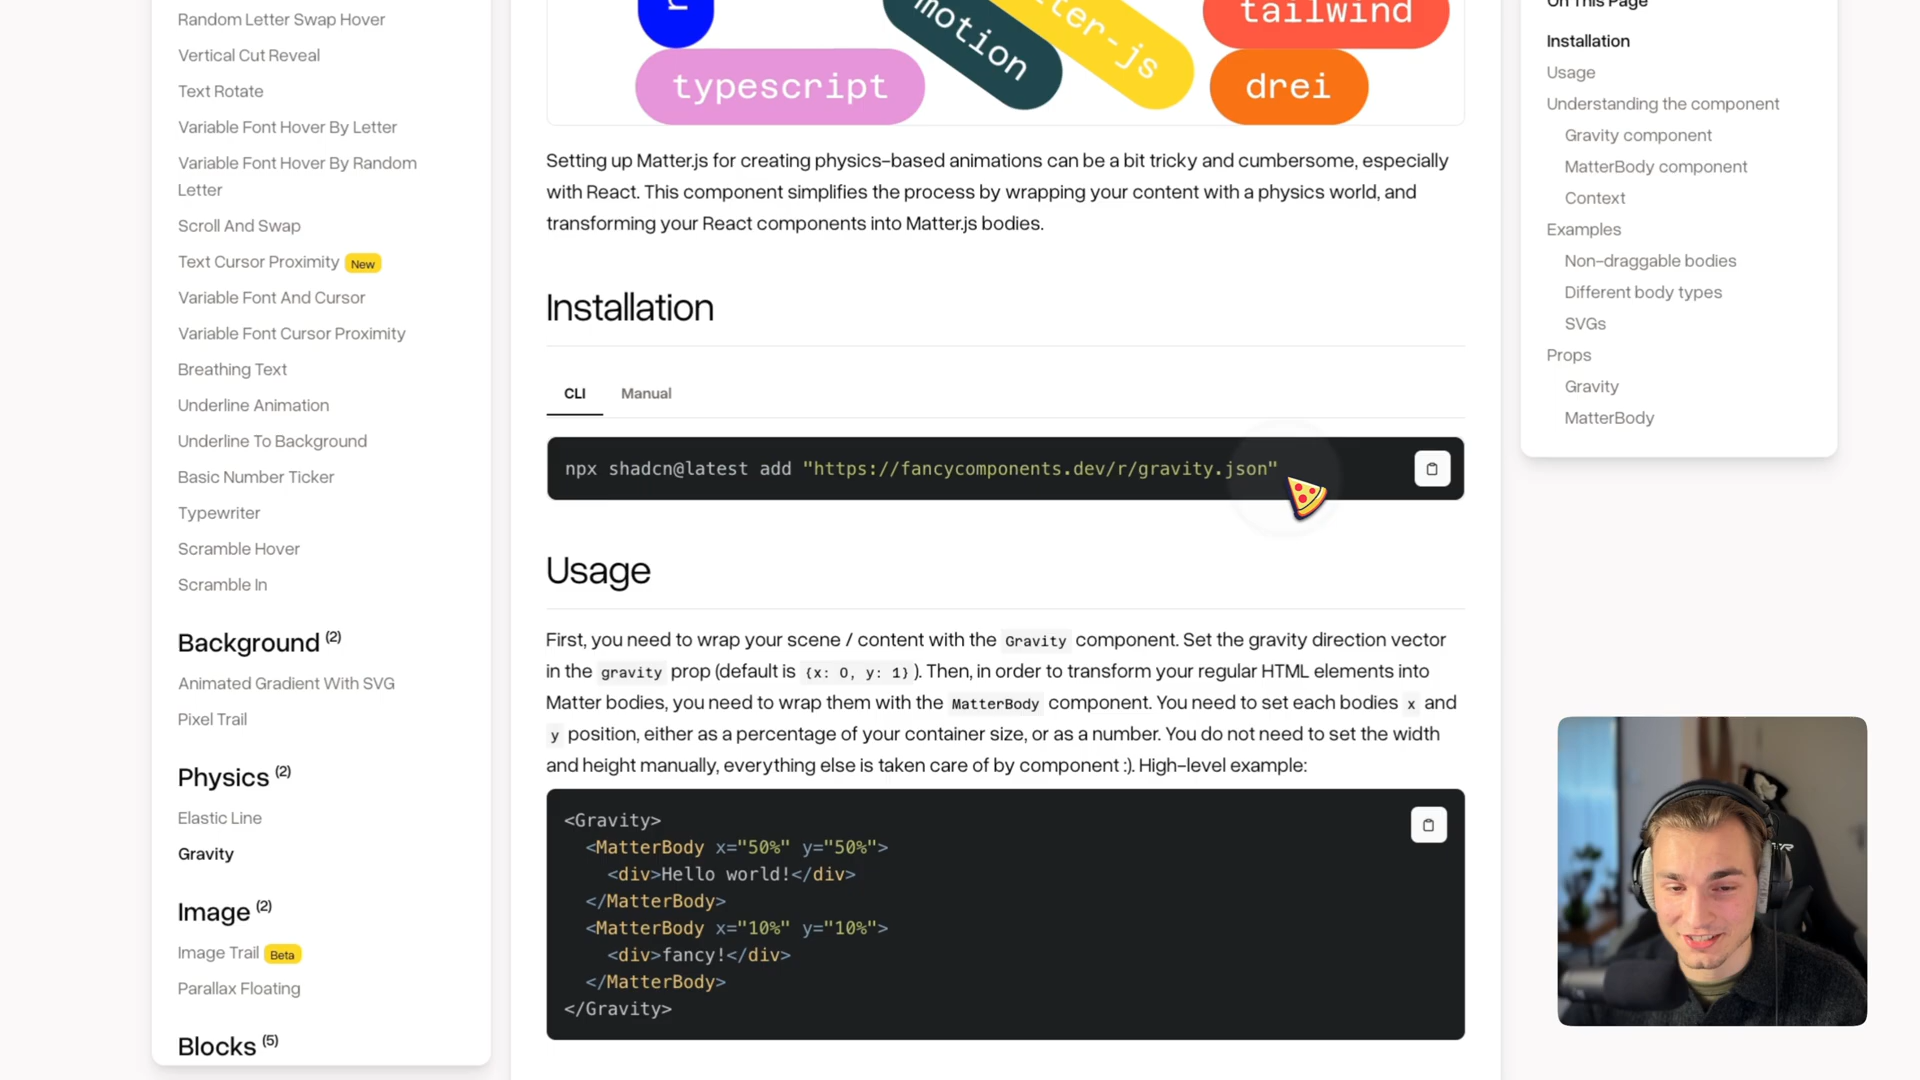 Random Letter Swap Hover
Vertical Cut Reveal
Text Rotate
Variable Font Hover By Letter
Variable Font Hover By Random
Letter
Scroll And Swap
Text Cursor Proximity New
Variable Font And Cursor
Variable Font Cursor Proximity
Breathing Text
Underline Animation
Underline To Background
Basic Number Ticker
Typewriter
Scramble Hover
Scramble In
Background (2)
Animated Gradient With SVG
Pixel Trail
Physics (2)
Elastic Line
Gravity
Image (2)
Image Trail Beta
Parallax Floating
Blocks (5)
motion
ter-js
tailwind
typescript
drei
Setting up Matter.js for creating physics-based animations can be a bit tricky and cumbersome, especially
with React. This component simplifies the process by wrapping your content with a physics world, and
transforming your React components into Matter.js bodies.
Installation
CLI Manual
npx shadcn@latest add "https://fancycomponents.dev/r/gravity.json"
Usage
First, you need to wrap your scene / content with the Gravity component. Set the gravity direction vector
in the gravity prop (default is {x: 0, y: 1}). Then, in order to transform your regular HTML elements into
Matter bodies, you need to wrap them with the MatterBody component. You need to set each bodies x and
y position, either as a percentage of your container size, or as a number. You do not need to set the width
and height manually, everything else is taken care of by component :). High-level example:
<Gravity>
<MatterBody x="50%" y="50%">
<div>Hello world!</div>
</MatterBody>
<MatterBody x="10%" y="10%">
<div>fancy!</div>
</MatterBody>
</Gravity>
On This Page
Installation
Usage
Understanding the component
Gravity component
MatterBody component
Context
Examples
Non-draggable bodies
Different body types
SVGs
Props
Gravity
MatterBody